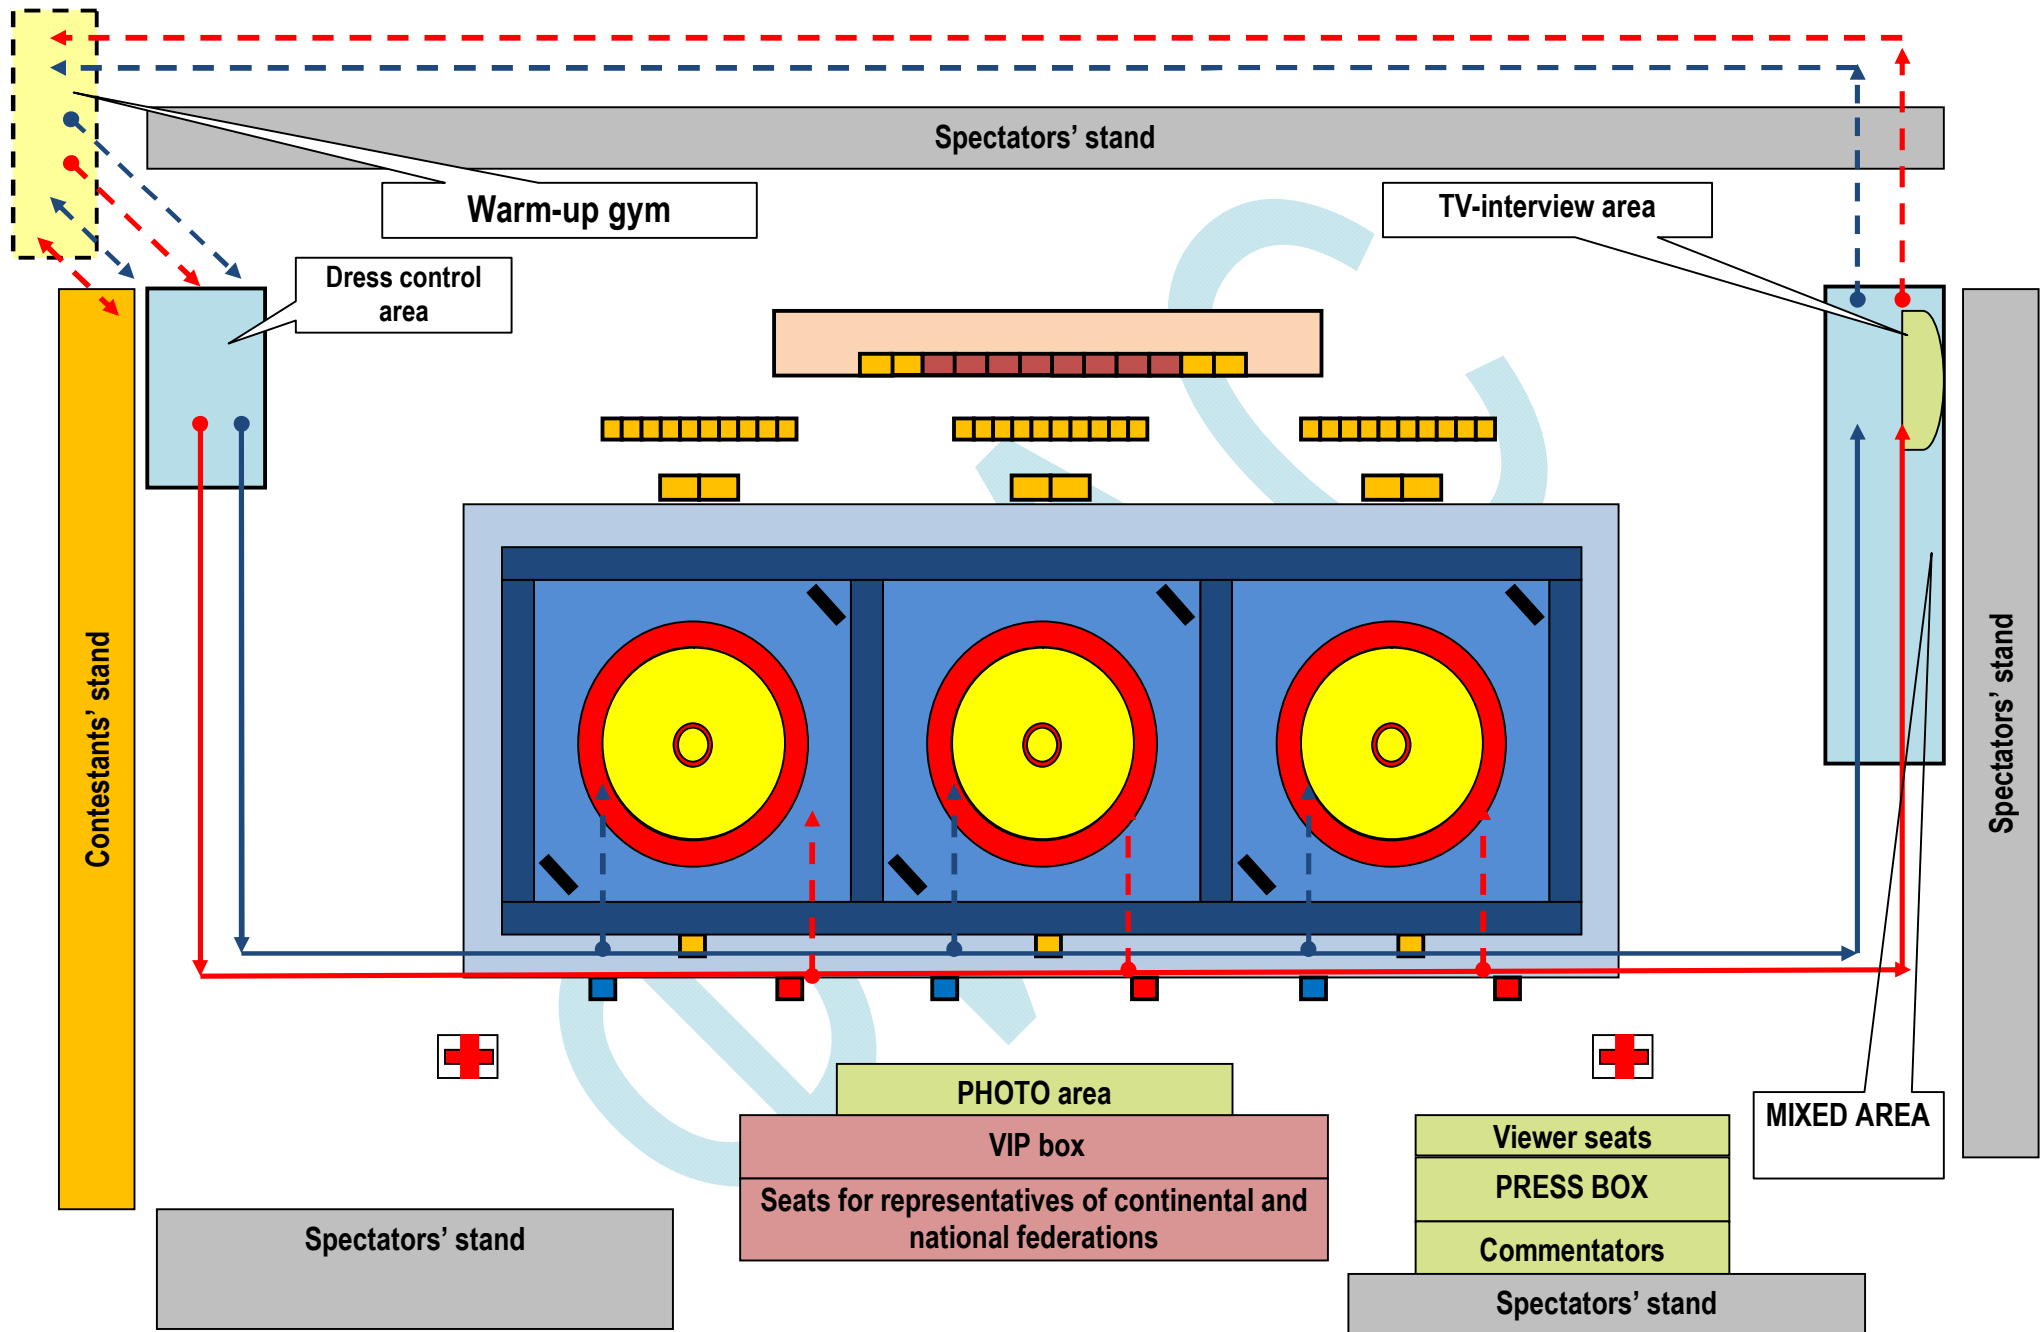 Spectators’ stand
Warm-up gym
TV-interview area
Dress control
area
Contestants’ stand
Spectators’ stand
PHOTO area
VIP box
Seats for representatives of continental and
national federations
MIXED AREA
Viewer seats
PRESS BOX
Commentators
Spectators’ stand
Spectators’ stand